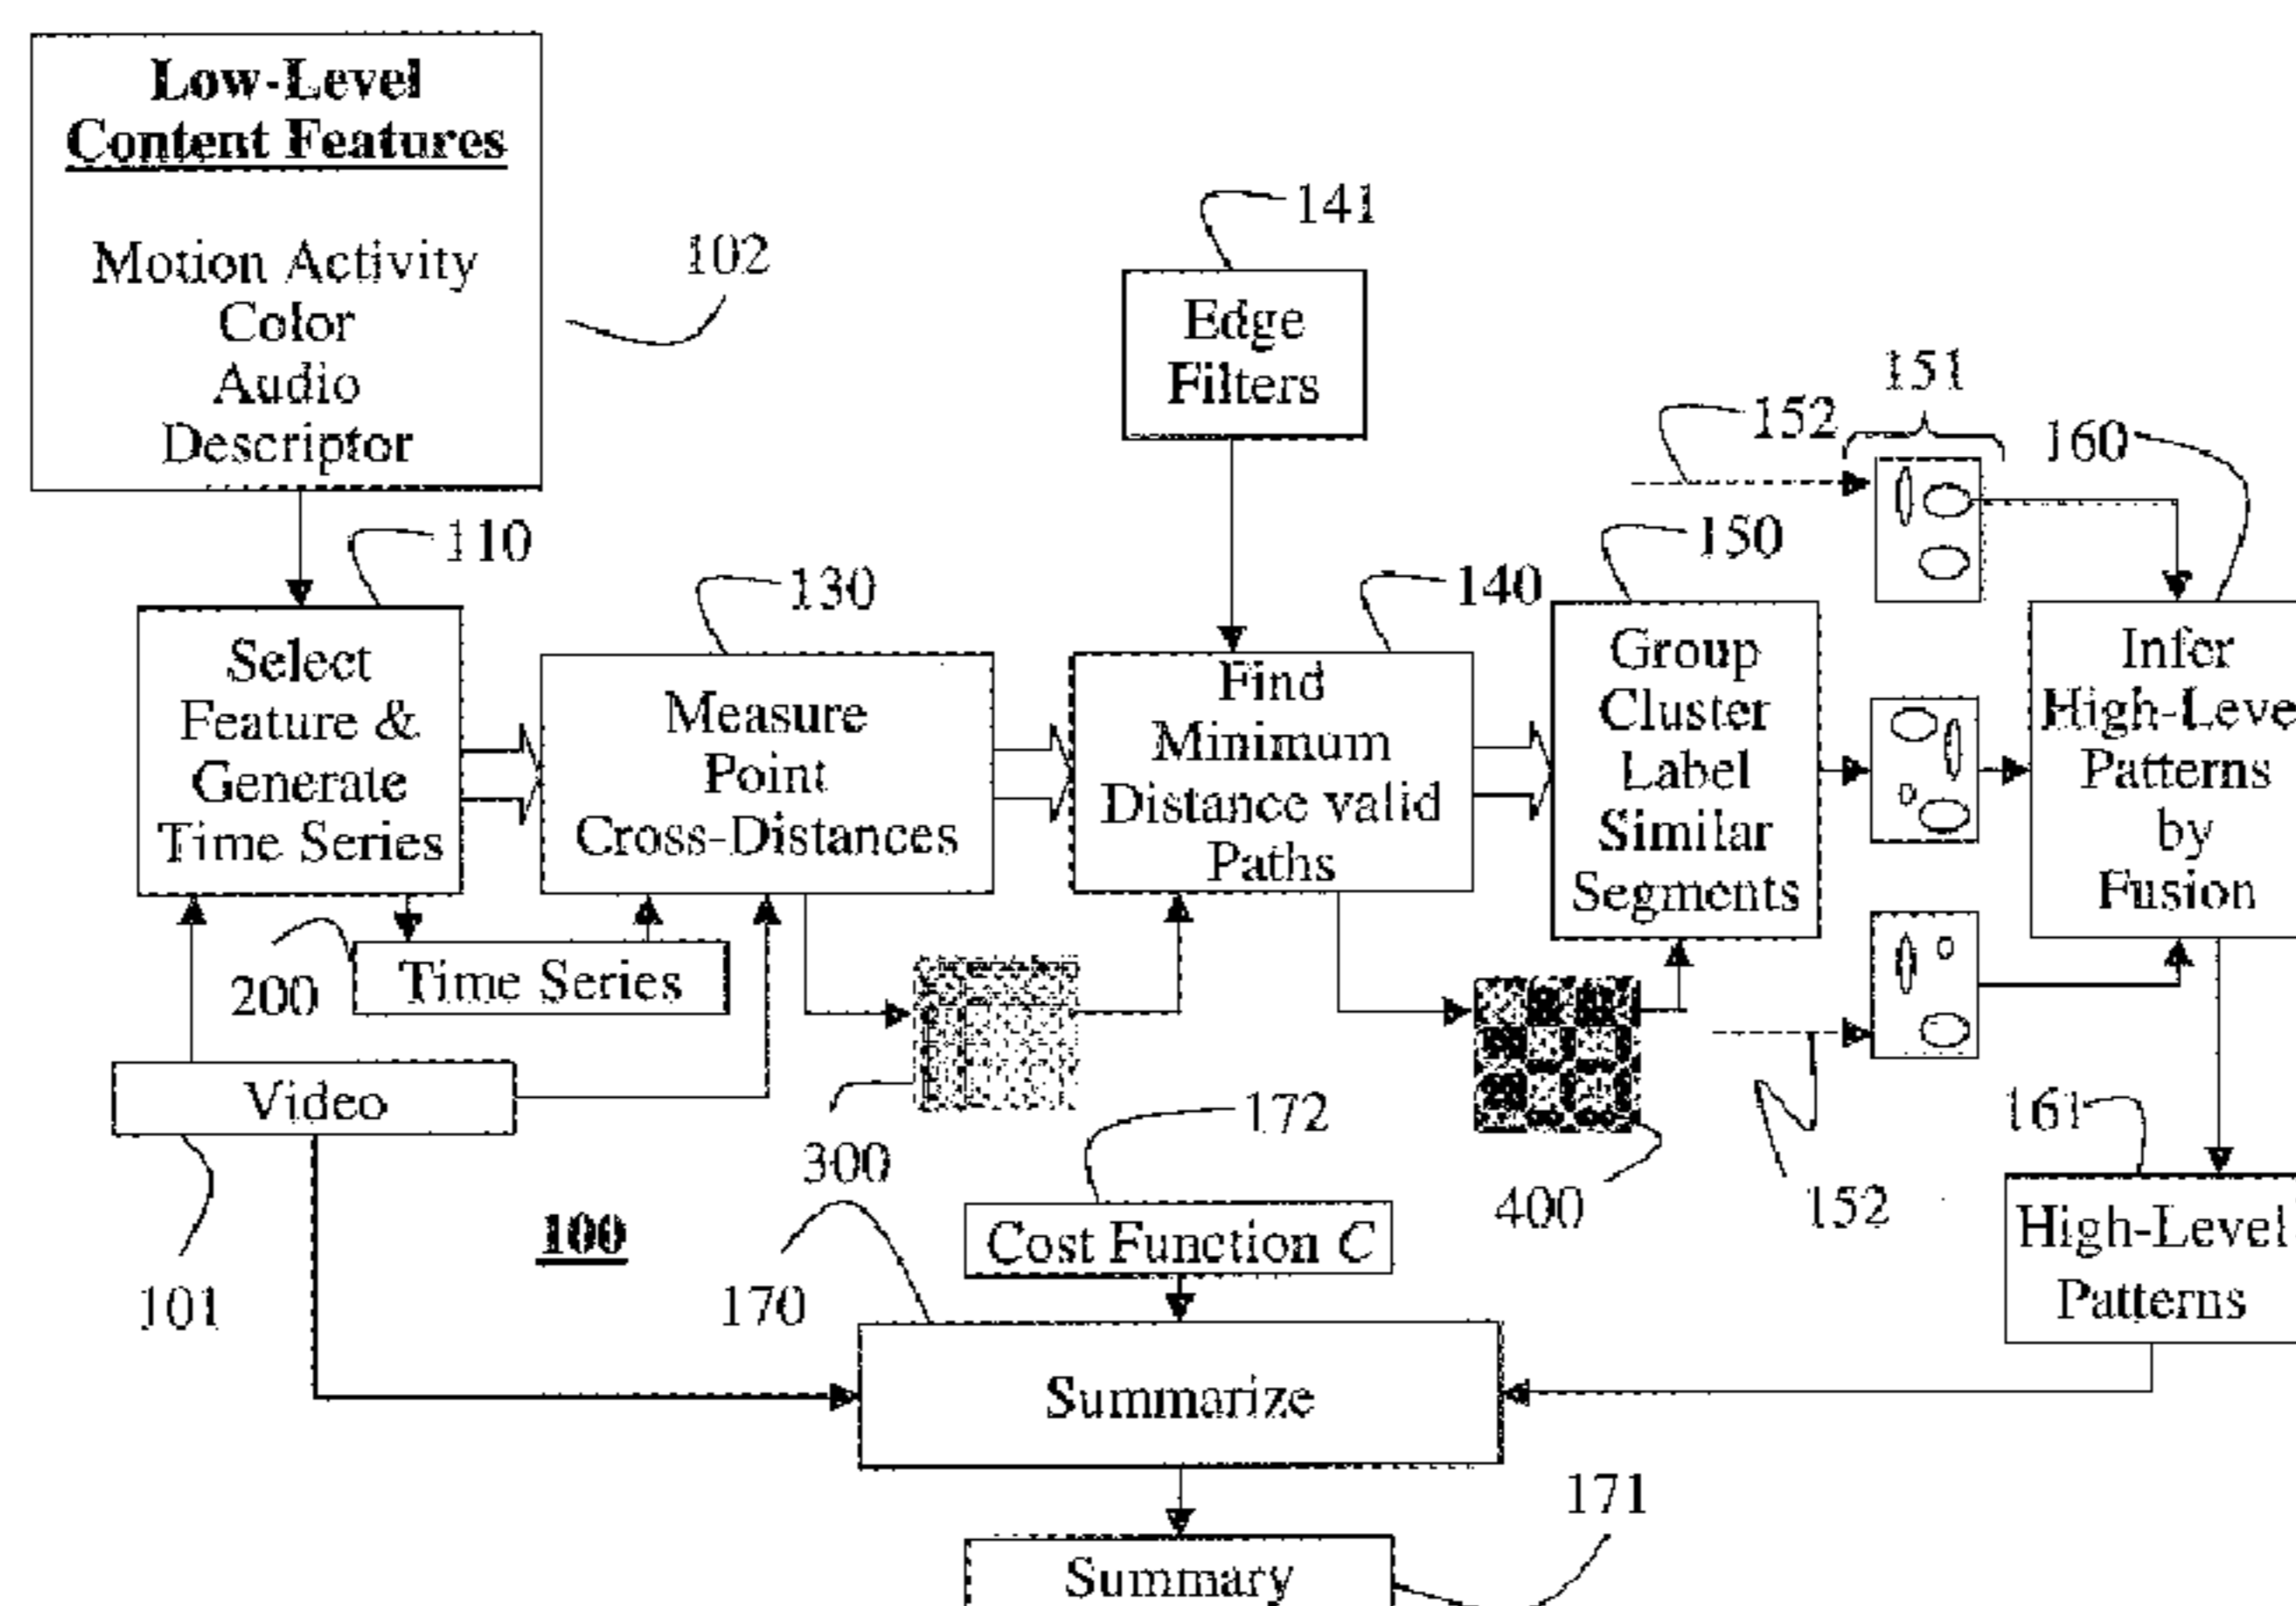 Low-Level
Content Features
Motion Activity
Color
Audio
Descriptor
102
141
Edge
Filters
151
152
160
110
130
140
150
Select
Feature &
Generate
Time Series
Measure
Point
Cross-Distances
Find
Minimum
Distance valid
Paths
Group
Cluster
Label
Similar
Segments
Infer
High-Leve
Patterns
by
Fusion
200
Time Series
Video
101
100
300
172
400
152
161
Cost Function C
High-Level
Patterns
170
Summarize
171
Summary